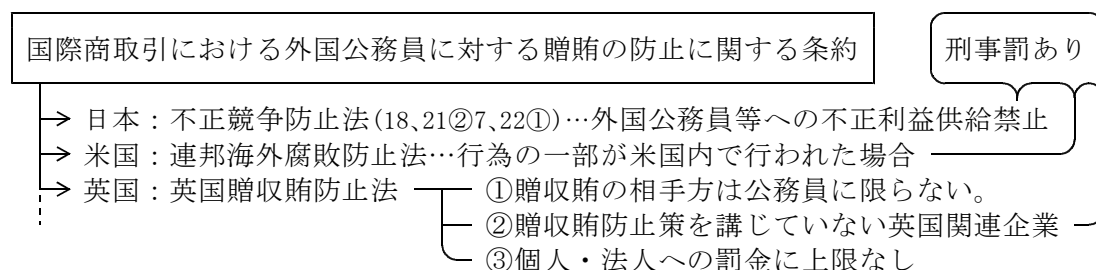 国際商取引における外国公務員に対する贈賄の防止に関する条約
刑事罰あり
日本：不正競争防止法(18､21②7､22①)…外国公務員等への不正利益供給禁止
米国：連邦海外腐敗防止法…行為の一部が米国内で行われた場合
英国：英国贈収賄防止法
①贈収賄の相手方は公務員に限らない。
②贈収賄防止策を講じていない英国関連企業
③個人・法人への罰金に上限なし